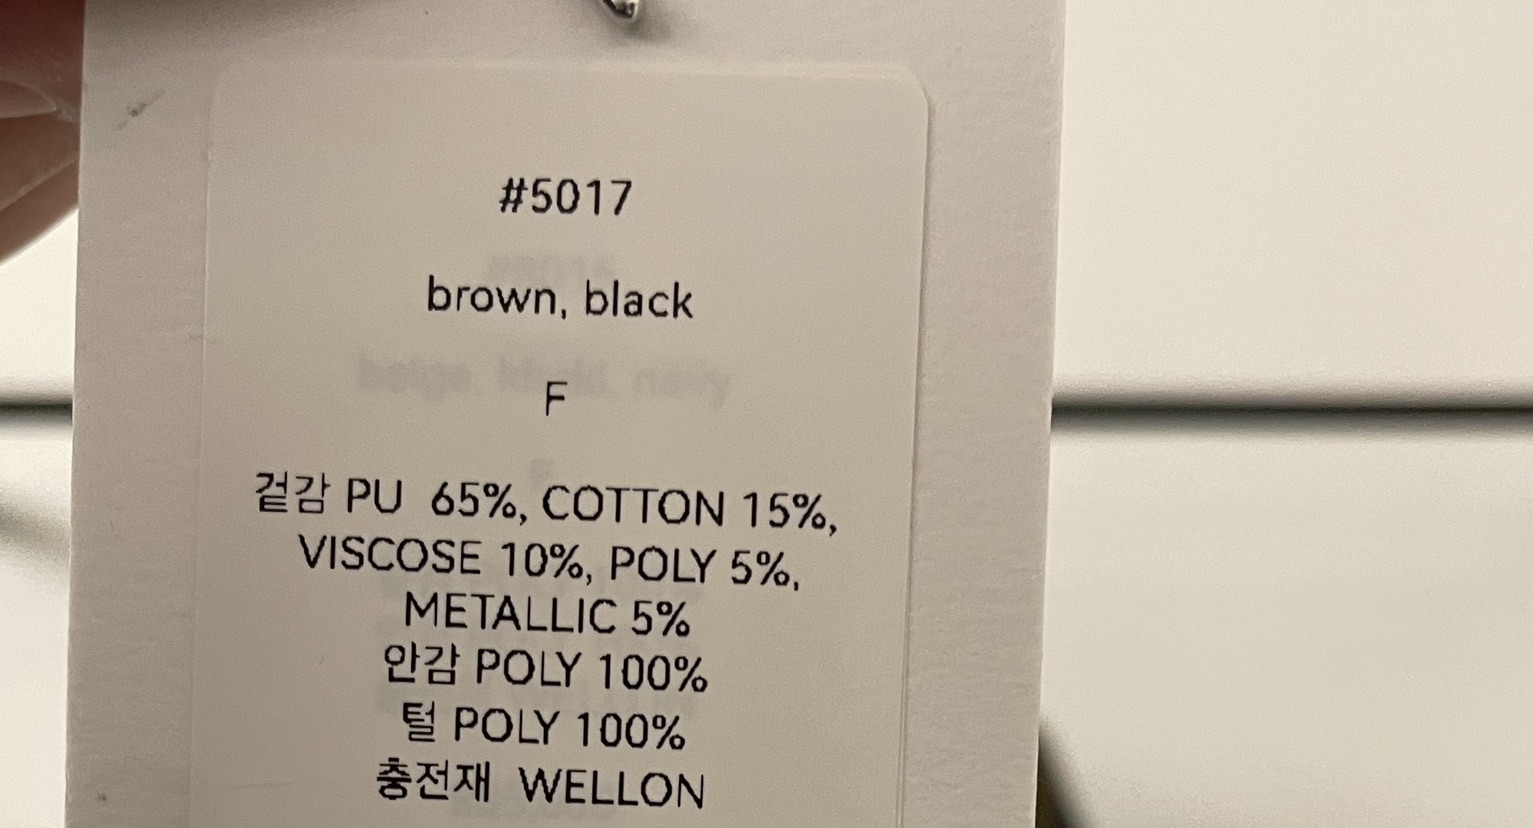 #5017
brown, black
F
겉감 PU 65%, COTTON 15%,
VISCOSE 10%, POLY 5%,
METALLIC 5%
안감 POLY 100%
털 POLY 100%
충전재 WELLON